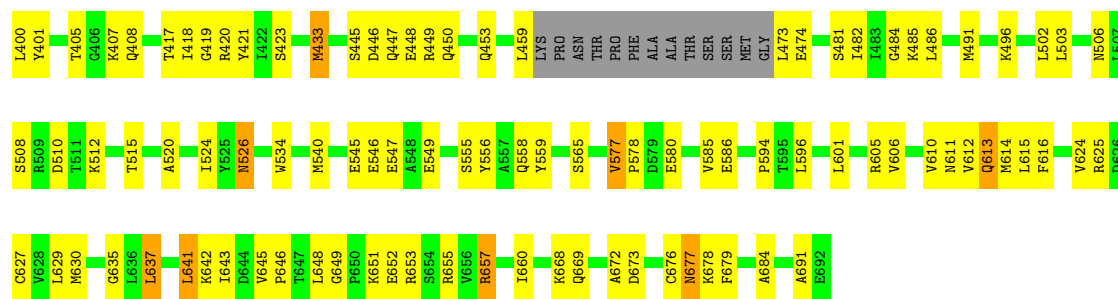 L400 Y401 T405 G406 K407 Q408 T417 I418 G419 R420 Y421 I422 S423 M433 S445 D446 Q447 E448 R449 Q450 Q453 L459 LYS PRO ASN THR PRO PHE ALA ALA THR SER SER MET GLY L473 E474 S481 I482 I483 G484 K485 L486 M491 K496 L502 L503 N506 L507
S508 R509 D510 T511 K512 T515 A520 I524 Y525 N526 W534 M540 E545 E546 E547 A548 E549 S555 Y556 A557 Q558 Y559 S565 V577 P578 D579 E580 V585 E586 P594 T595 L596 L601 R605 V606 V610 N611 V612 Q613 M614 L615 F616 V624 R625 D626
C627 V628 L629 M630 G635 L636 L637 L641 K642 I643 D644 V645 P646 T647 L648 G649 P650 K651 E652 R653 S654 R655 V656 R657 I660 K668 Q669 A672 D673 C676 N677 K678 F679 A684 A691 E692